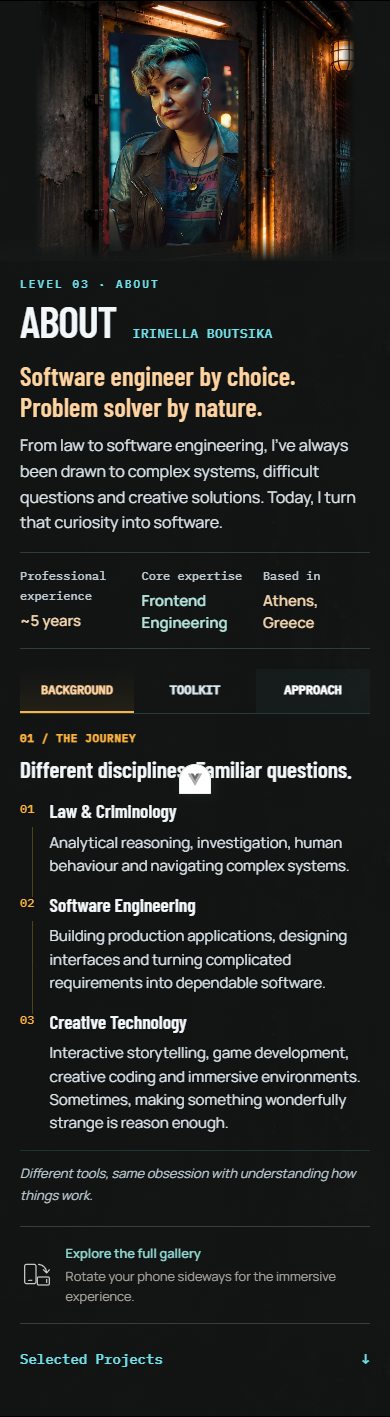 LEVEL 03 · ABOUT
ABOUT IRINELLA BOUTSIKA
Software engineer by choice.
Problem solver by nature.
From law to software engineering, I've always
been drawn to complex systems, difficult
questions and creative solutions. Today, I turn
that curiosity into software.
Professional
experience
~5 years
Core expertise
Frontend
Engineering
Based in
Athens,
Greece
BACKGROUND TOOLKIT APPROACH
01 / THE JOURNEY
Different disciplines. Familiar questions.
01 Law & Criminology
Analytical reasoning, investigation, human
behaviour and navigating complex systems.
02 Software Engineering
Building production applications, designing
interfaces and turning complicated
requirements into dependable software.
03 Creative Technology
Interactive storytelling, game development,
creative coding and immersive environments.
Sometimes, making something wonderfully
strange is reason enough.
Different tools, same obsession with understanding how
things work.
Explore the full gallery
Rotate your phone sideways for the immersive
experience.
Selected Projects ↓